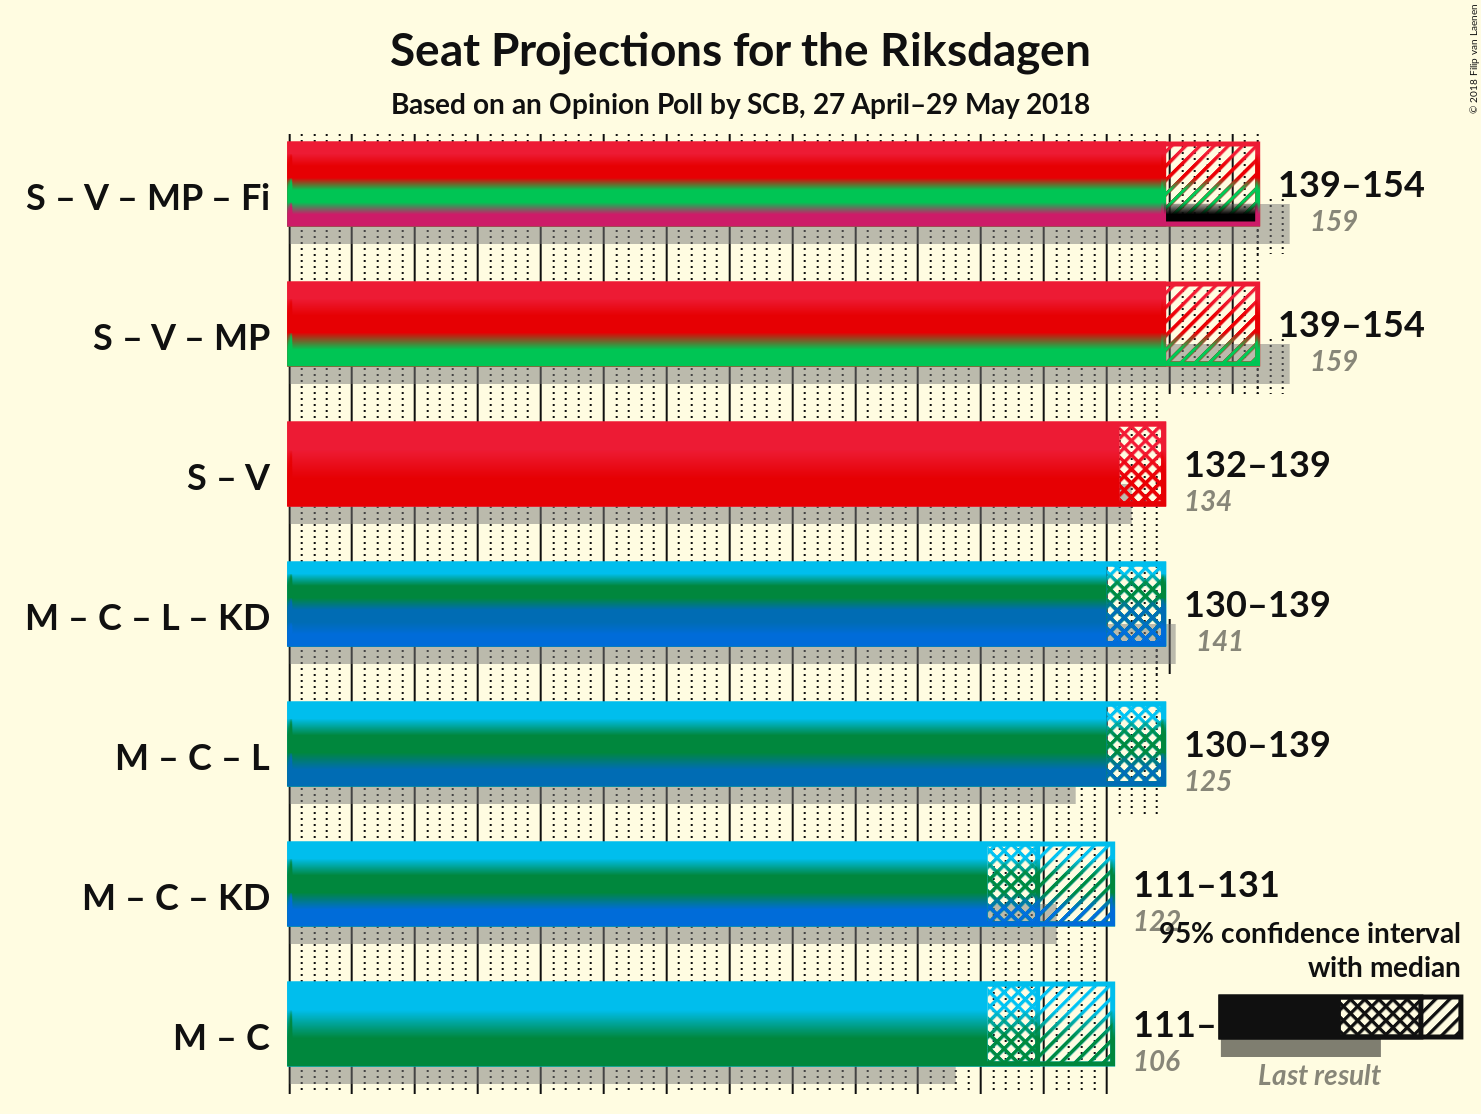 Seat Projections for the Riksdagen
Based on an Opinion Poll by SCB, 27 April–29 May 2018
© 2018 Filip van Laenen
S – V – MP – Fi
139–154
159
S – V – MP
139–154
159
S – V
132–139
134
M – C – L – KD
130–139
141
M – C – L
130–139
125
M – C – KD
111–131
122
M – C
111–
106
95% confidence interval
with median
Last result